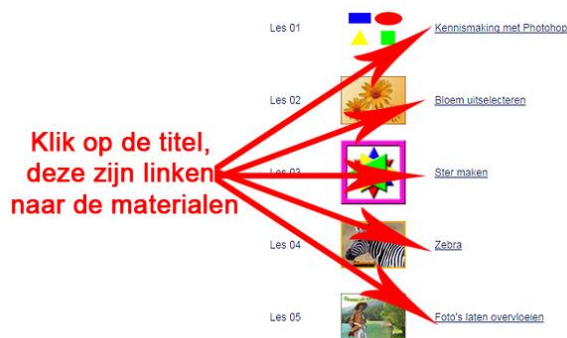 Les 01 Kennismaking met Photohop
Les 02 Bloem uitselecteren
Klik op de titel,
deze zijn linken
naar de materialen
Les 03 Ster maken
Les 04 Zebra
Les 05 Foto's laten overvloeien